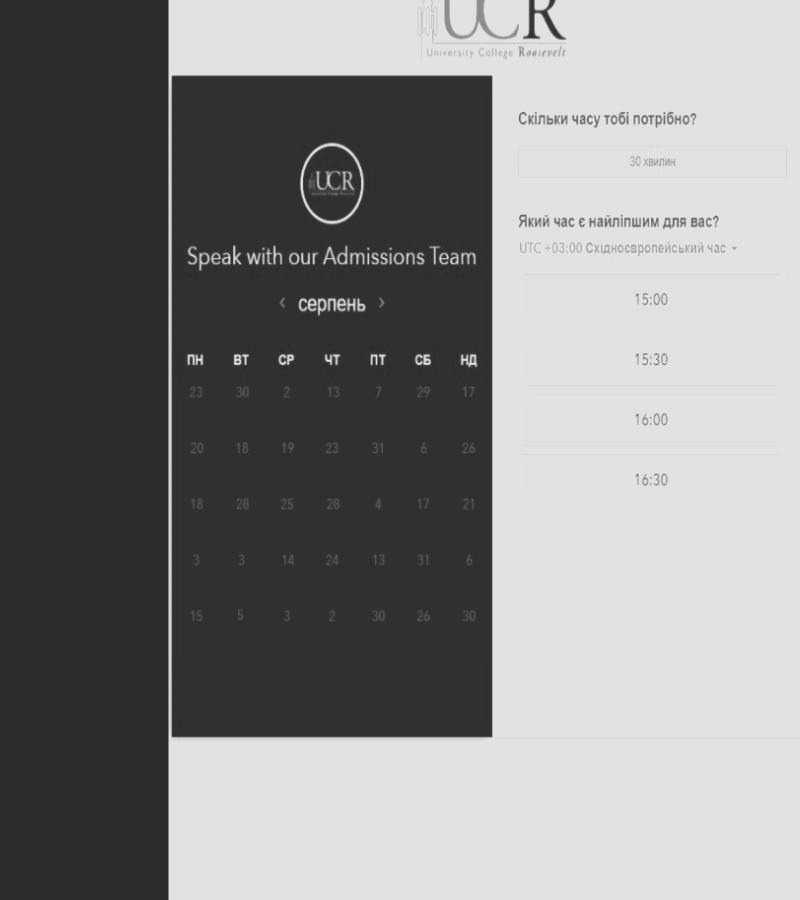 UCR
University College Roosevelt
UCR
Speak with our Admissions Team
‹ серпень ›
ПН ВТ СР ЧТ ПТ СБ НД
23 30 2 13 7 29 17
20 18 19 23 31 6 26
18 28 25 28 4 17 21
3 3 14 24 13 31 6
15 5 3 2 30 26 30
Скільки часу тобі потрібно?
30 хвилин
Який час є найліпшим для вас?
UTC +03:00 Східноєвропейський час
15:00
15:30
16:00
16:30